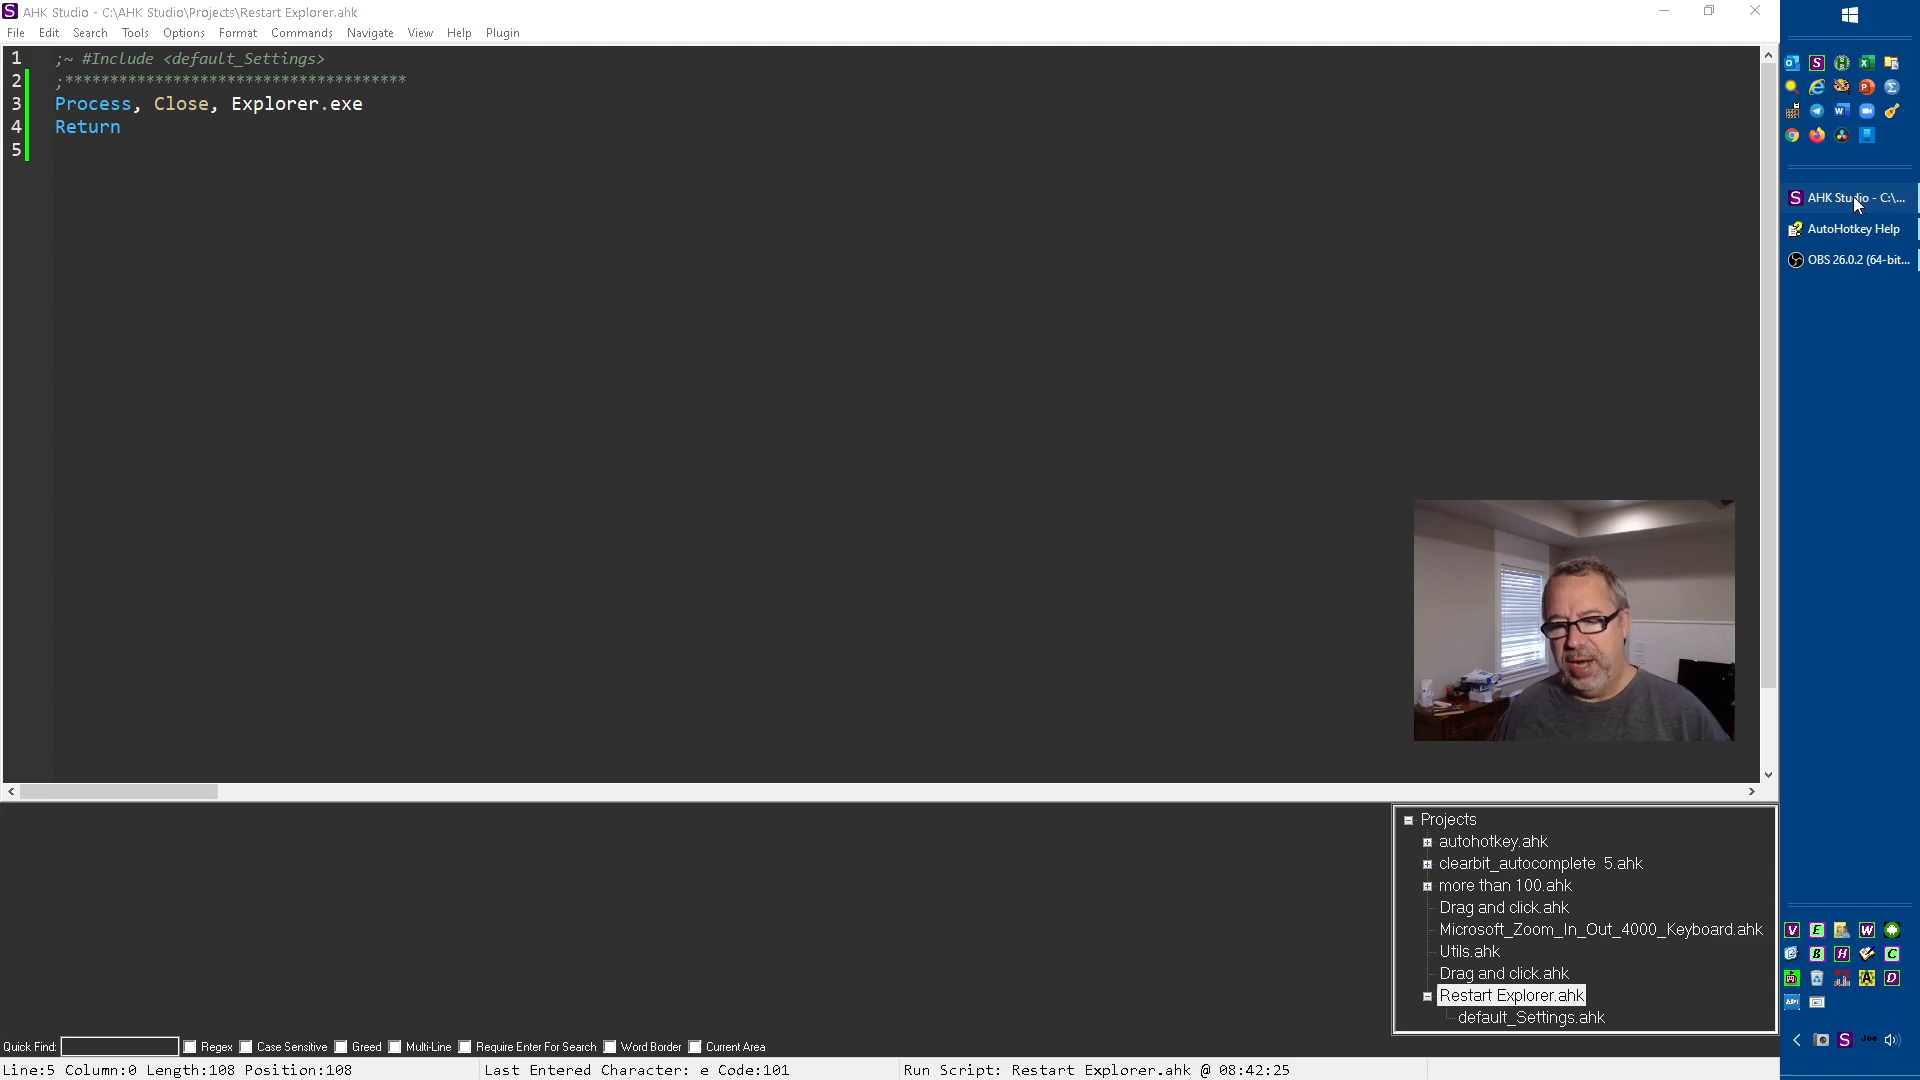 AHK Studio - C:\AHK Studio\Projects\Restart Explorer.ahk
File Edit Search Tools Options Format Commands Navigate View Help Plugin
1 ;~ #Include <default_Settings>
2 ;**************************************
3 Process, Close, Explorer.exe
4 Return
5
AHK Studio - C:\...
AutoHotkey Help
OBS 26.0.2 (64-bit...
Projects
autohotkey.ahk
clearbit_autocomplete 5.ahk
more than 100.ahk
Drag and click.ahk
Microsoft_Zoom_In_Out_4000_Keyboard.ahk
Utils.ahk
Drag and click.ahk
Restart Explorer.ahk
default_Settings.ahk
Quick Find: Regex Case Sensitive Greed Multi-Line Require Enter For Search Word Border Current Area
Line:5 Column:0 Length:108 Position:108 Last Entered Character: e Code:101 Run Script: Restart Explorer.ahk @ 08:42:25
V E W
B H C
A D
API
S Joe